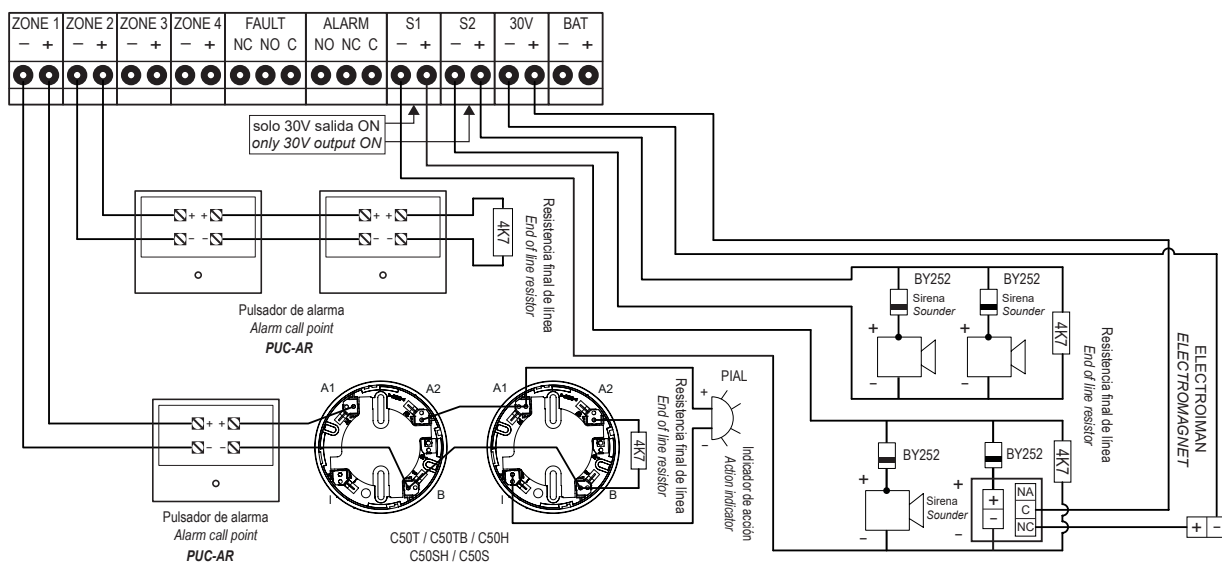 ZONE 1 ZONE 2 ZONE 3 ZONE 4 FAULT ALARM S1 S2 30V BAT
− + − + − + − + NC NO C NO NC C − + − + − + − +
solo 30V salida ON
only 30V output ON
+ + + +
− − − −
4K7
Resistencia final de línea
End of line resistor
Pulsador de alarma
Alarm call point
PUC-AR
BY252 BY252
Sirena Sirena
Sounder Sounder
+ +
− −
4K7
Resistencia final de línea
End of line resistor
ELECTROIMAN
ELECTROMAGNET
A1 A2 A1 A2
+ +
− −
I B I B
4K7
Resistencia final de línea
End of line resistor
PIAL
+
I
Indicador de acción
Action indicator
BY252 BY252
4K7
+ +
Sirena
Sounder
− −
+
−
NA
C
NC
+ −
Pulsador de alarma
Alarm call point
PUC-AR
C50T / C50TB / C50H
C50SH / C50S